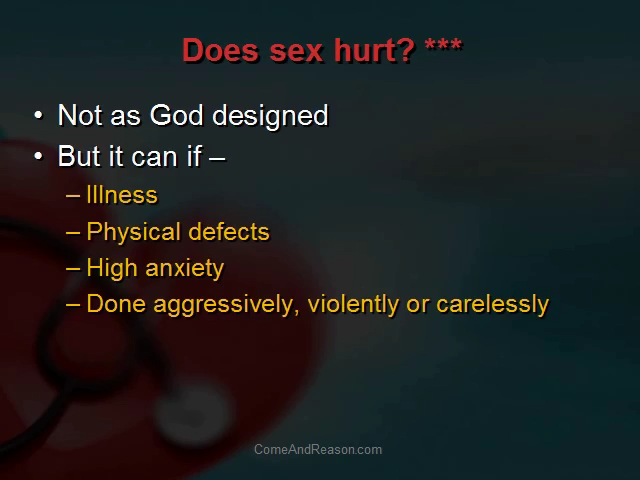 Does sex hurt? ***
• Not as God designed
• But it can if –
– Illness
– Physical defects
– High anxiety
– Done aggressively, violently or carelessly
ComeAndReason.com